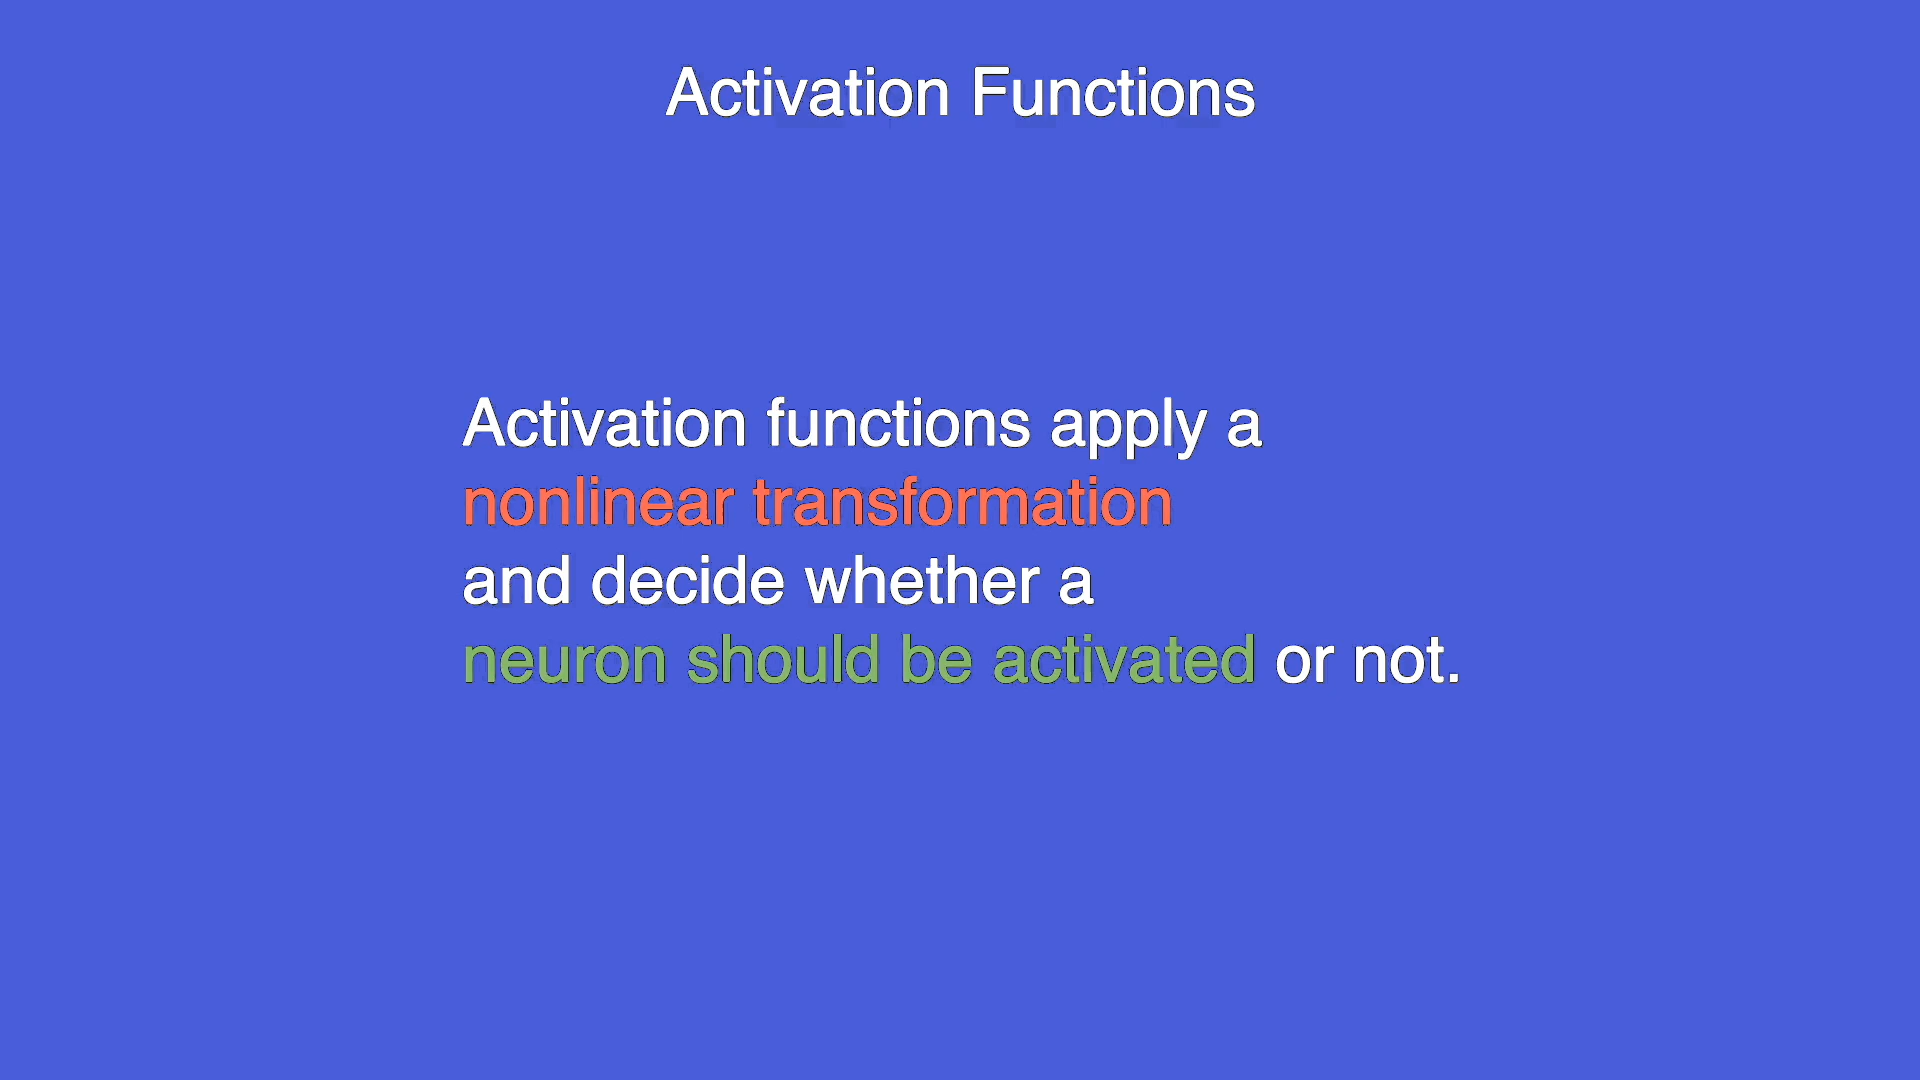 Activation Functions
Activation functions apply a
nonlinear transformation
and decide whether a
neuron should be activated or not.